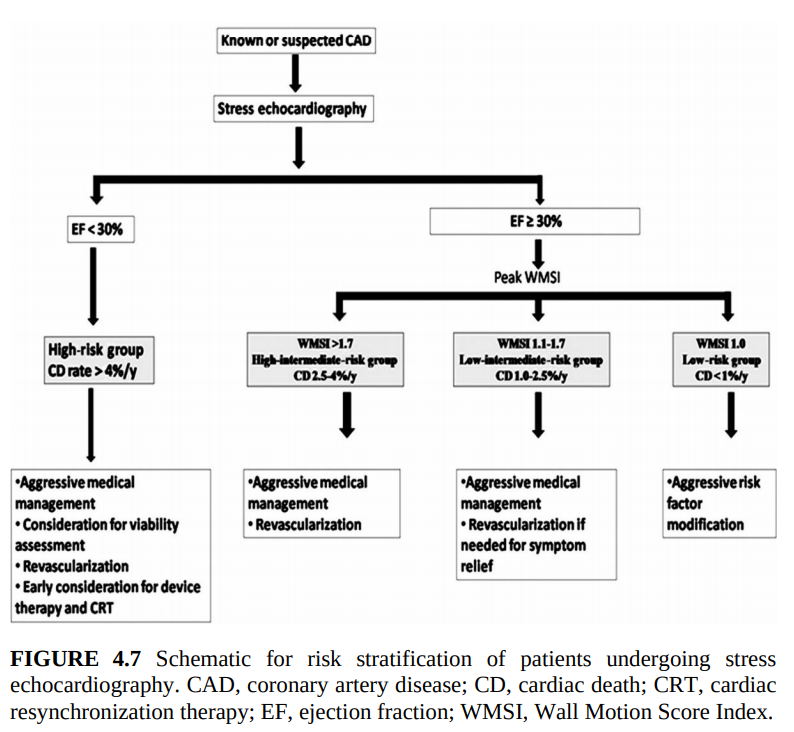 Known or suspected CAD
Stress echocardiography
EF < 30%
EF ≥ 30%
Peak WMSI
High-risk group
CD rate > 4%/y
WMSI >1.7
High-intermediate-risk group
CD 2.5-4%/y
WMSI 1.1-1.7
Low-intermediate-risk group
CD 1.0-2.5%/y
WMSI 1.0
Low-risk group
CD <1%/y
•Aggressive medical
management
• Consideration for viability
assessment
• Revascularization
• Early consideration for device
therapy and CRT
•Aggressive medical
management
• Revascularization
•Aggressive medical
management
• Revascularization if
needed for symptom
relief
•Aggressive risk
factor
modification
FIGURE 4.7 Schematic for risk stratification of patients undergoing stress
echocardiography. CAD, coronary artery disease; CD, cardiac death; CRT, cardiac
resynchronization therapy; EF, ejection fraction; WMSI, Wall Motion Score Index.